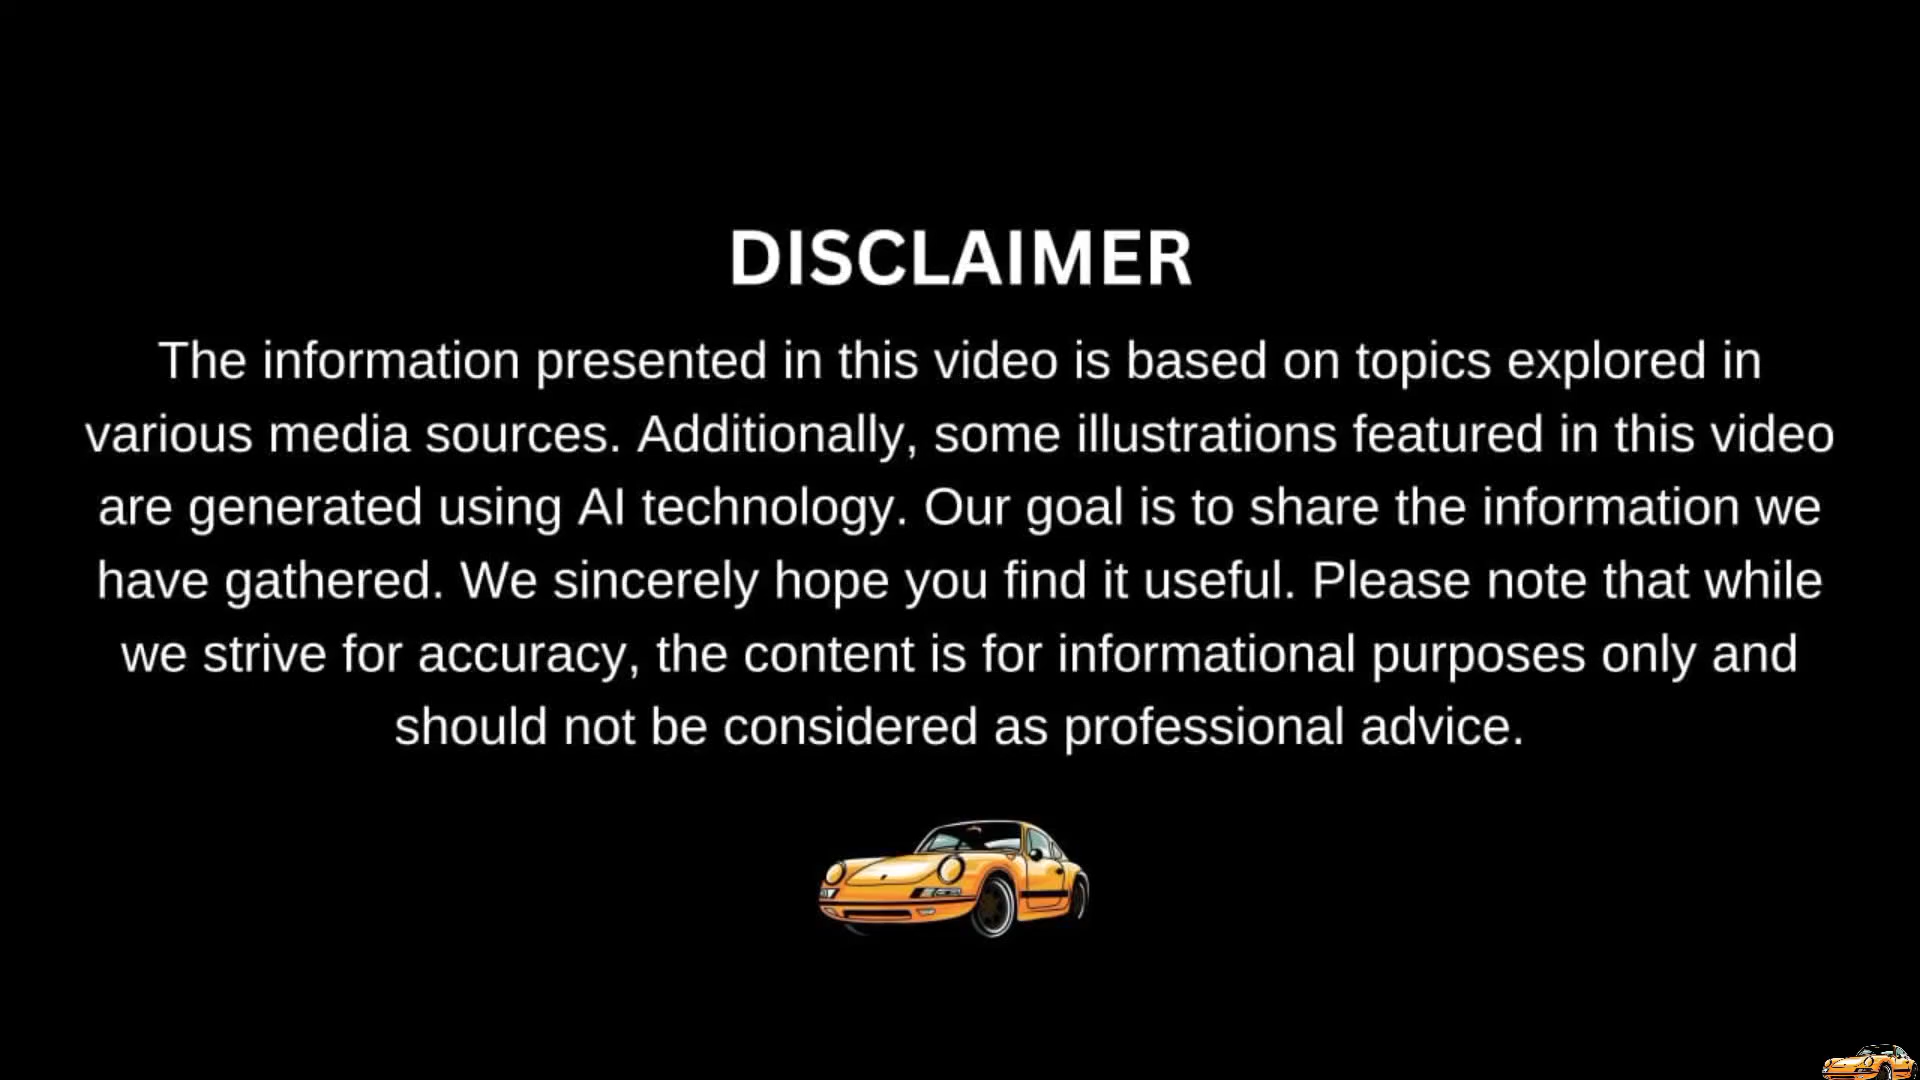 DISCLAIMER
The information presented in this video is based on topics explored in
various media sources. Additionally, some illustrations featured in this video
are generated using AI technology. Our goal is to share the information we
have gathered. We sincerely hope you find it useful. Please note that while
we strive for accuracy, the content is for informational purposes only and
should not be considered as professional advice.